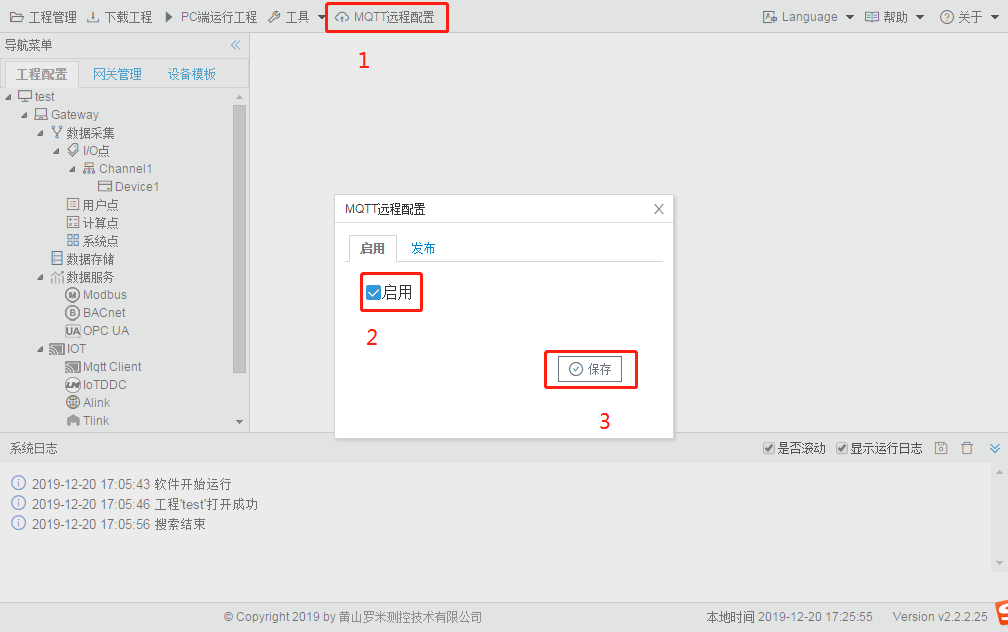 工程管理 下载工程 PC端运行工程 工具 MQTT远程配置 Language 帮助 关于
1
导航菜单
工程配置 网关管理 设备模板
test
Gateway
数据采集
I/O点
Channel1
Device1
用户点
计算点
系统点
数据存储
数据服务
M Modbus
B BACnet
UA OPC UA
IOT
Mqtt Client
IoTDDC
Alink
Tlink
MQTT远程配置
启用 发布
启用
2
保存
3
系统日志 是否滚动 显示运行日志
2019-12-20 17:05:43 软件开始运行
2019-12-20 17:05:46 工程'test'打开成功
2019-12-20 17:05:56 搜索结束
© Copyright 2019 by 黄山罗米测控技术有限公司 本地时间 2019-12-20 17:25:55 Version v2.2.2.25